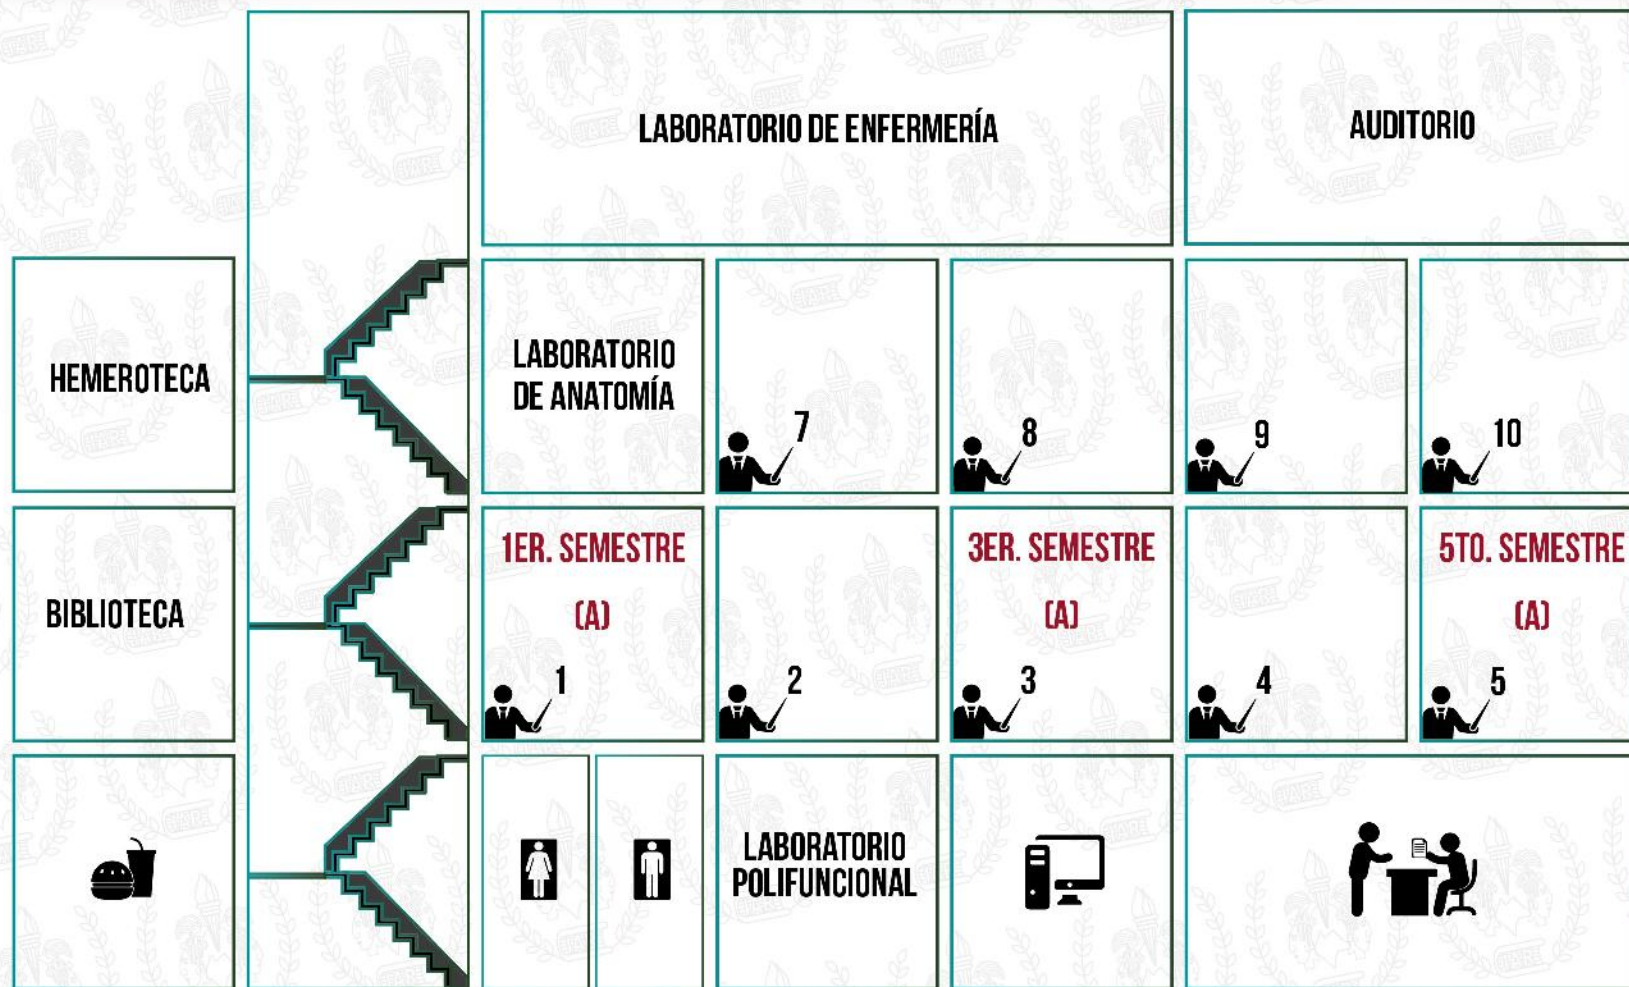 LABORATORIO DE ENFERMERÍA
AUDITORIO
HEMEROTECA
LABORATORIO
DE ANATOMÍA
7
8
9
10
BIBLIOTECA
1ER. SEMESTRE
(A)
1
2
3ER. SEMESTRE
(A)
3
4
5TO. SEMESTRE
(A)
5
LABORATORIO
POLIFUNCIONAL